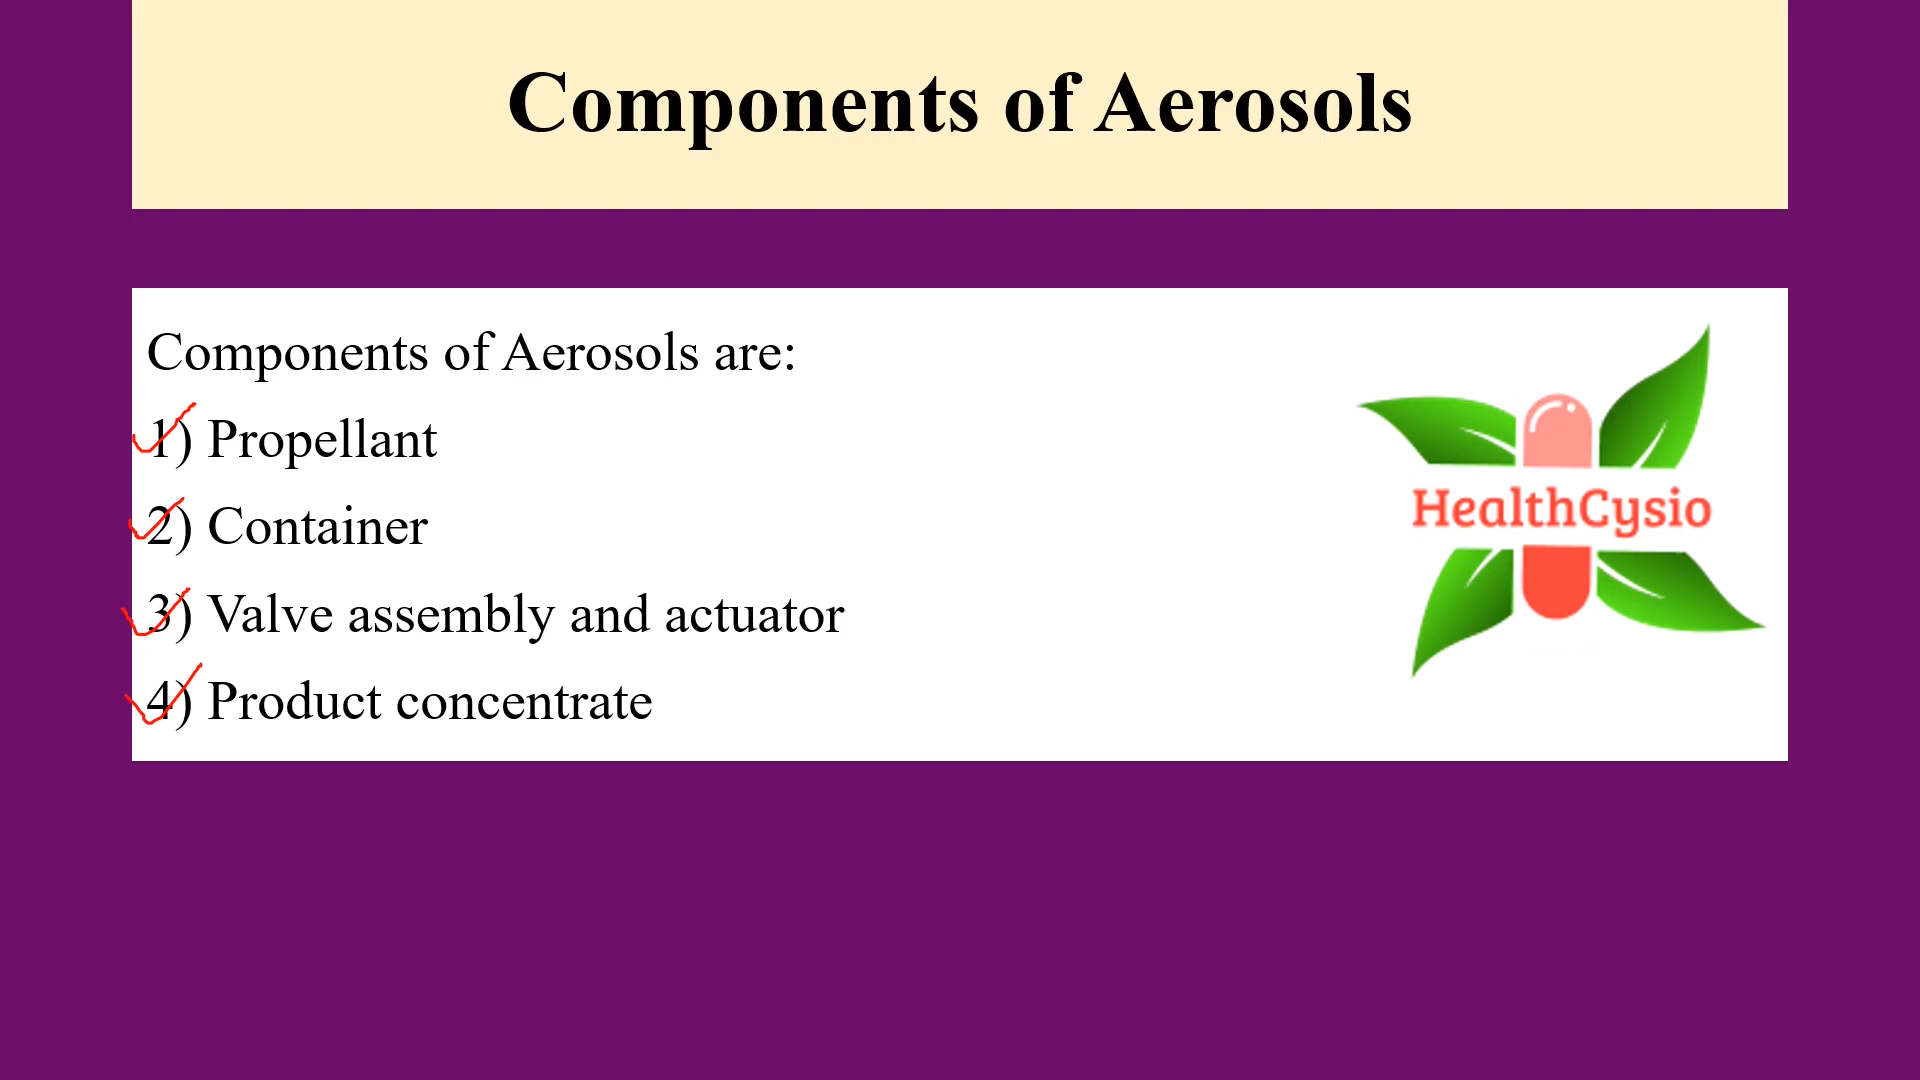 Components of Aerosols
Components of Aerosols are:
1) Propellant
2) Container
3) Valve assembly and actuator
4) Product concentrate
HealthCysio